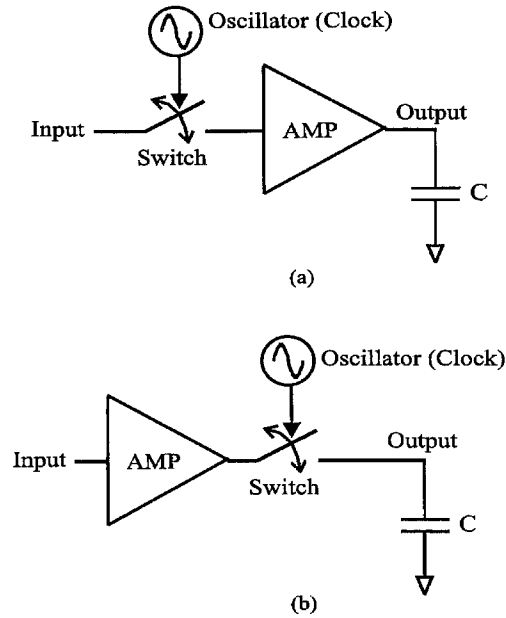 Oscillator (Clock)
Input
Switch
AMP
Output
C
(a)
Oscillator (Clock)
Input
AMP
Switch
Output
C
(b)